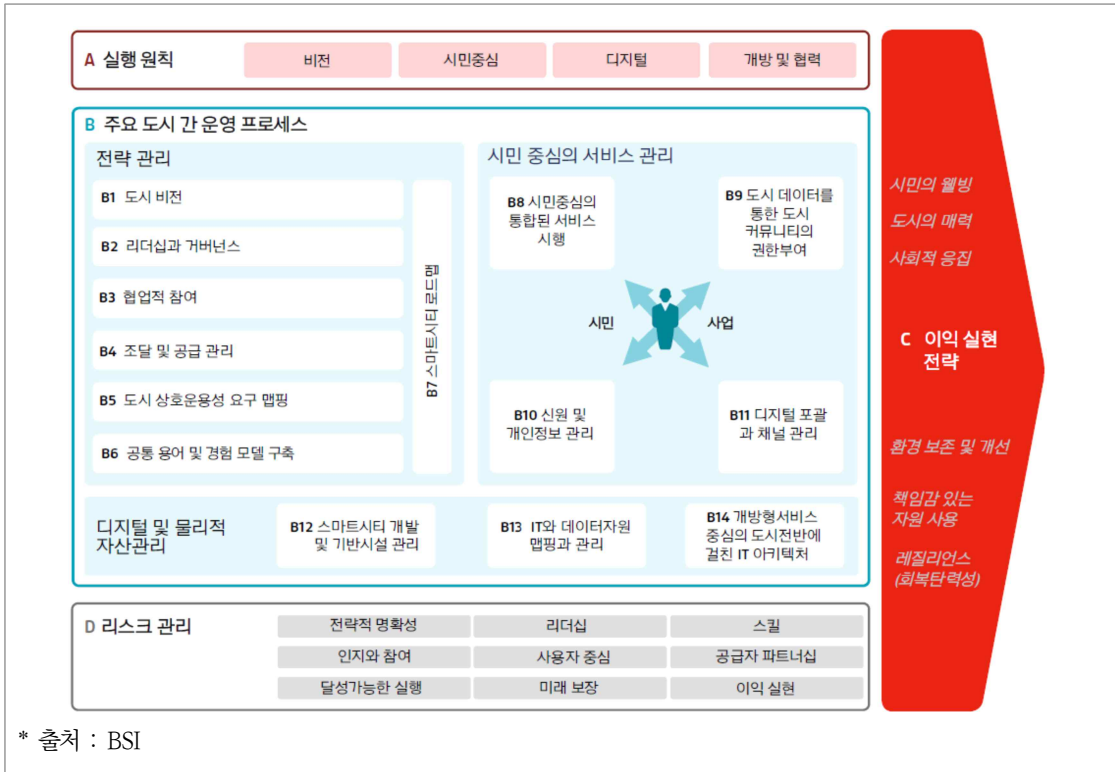 A 실행 원칙
비전
시민중심
디지털
개방 및 협력
B 주요 도시 간 운영 프로세스
전략 관리
B1 도시 비전
B2 리더십과 거버넌스
B3 협업적 참여
B4 조달 및 공급 관리
B5 도시 상호운용성 요구 맵핑
B6 공통 용어 및 경험 모델 구축
B7 스마트시티 로드맵
시민 중심의 서비스 관리
B8 시민중심의
통합된 서비스
시행
B9 도시 데이터를
통한 도시
커뮤니티의
권한부여
시민
사업
B10 신원 및
개인정보 관리
B11 디지털 포괄
과 채널 관리
디지털 및 물리적
자산관리
B12 스마트시티 개발
및 기반시설 관리
B13 IT와 데이터자원
맵핑과 관리
B14 개방형서비스
중심의 도시전반에
걸친 IT 아키텍처
시민의 웰빙
도시의 매력
사회적 응집
C 이익 실현
전략
환경 보존 및 개선
책임감 있는
자원 사용
레질리언스
(회복탄력성)
D 리스크 관리
전략적 명확성
리더십
스킬
인지와 참여
사용자 중심
공급자 파트너십
달성가능한 실행
미래 보장
이익 실현
* 출처 : BSI